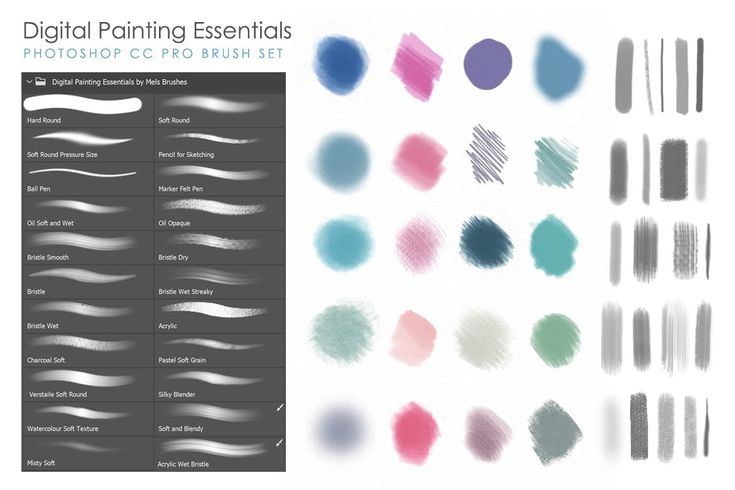 Digital Painting Essentials
PHOTOSHOP CC PRO BRUSH SET
Digital Painting Essentials by Mels Brushes
Hard Round
Soft Round
Soft Round Pressure Size
Pencil for Sketching
Ball Pen
Marker Felt Pen
Oil Soft and Wet
Oil Opaque
Bristle Smooth
Bristle Dry
Bristle
Bristle Wet Streaky
Bristle Wet
Acrylic
Charcoal Soft
Pastel Soft Grain
Verstaile Soft Round
Silky Blender
Watercolour Soft Texture
Soft and Blendy
Misty Soft
Acrylic Wet Bristle